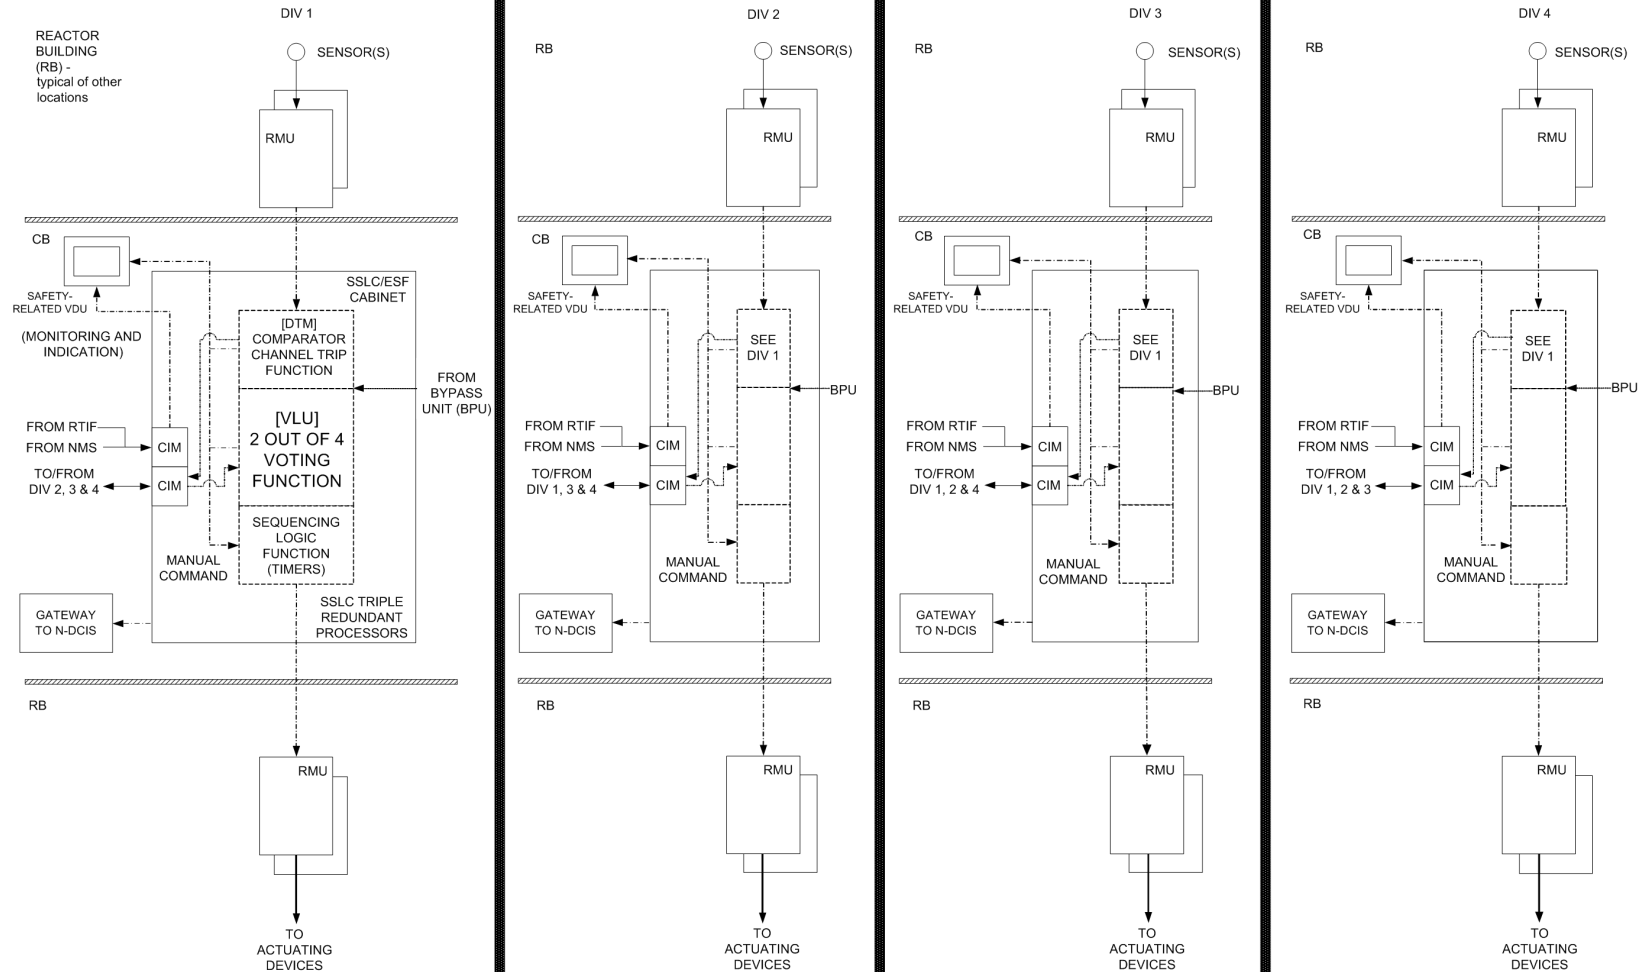 DIV 1
REACTOR
BUILDING
(RB) -
typical of other
locations
SENSOR(S)
RMU
CB
SAFETY-
RELATED VDU
(MONITORING AND
INDICATION)
SSLC/ESF
CABINET
[DTM]
COMPARATOR
CHANNEL TRIP
FUNCTION
FROM
BYPASS
UNIT (BPU)
[VLU]
2 OUT OF 4
VOTING
FUNCTION
FROM RTIF
FROM NMS
CIM
TO/FROM
DIV 2, 3 & 4
CIM
SEQUENCING
LOGIC
FUNCTION
(TIMERS)
MANUAL
COMMAND
SSLC TRIPLE
REDUNDANT
PROCESSORS
GATEWAY
TO N-DCIS
RB
RMU
TO
ACTUATING
DEVICES
DIV 2
RB
SENSOR(S)
RMU
CB
SAFETY-
RELATED VDU
SEE
DIV 1
BPU
FROM RTIF
FROM NMS
CIM
TO/FROM
DIV 1, 3 & 4
CIM
MANUAL
COMMAND
GATEWAY
TO N-DCIS
RB
RMU
TO
ACTUATING
DEVICES
DIV 3
RB
SENSOR(S)
RMU
CB
SAFETY-
RELATED VDU
SEE
DIV 1
BPU
FROM RTIF
FROM NMS
CIM
TO/FROM
DIV 1, 2 & 4
CIM
MANUAL
COMMAND
GATEWAY
TO N-DCIS
RB
RMU
TO
ACTUATING
DEVICES
DIV 4
RB
SENSOR(S)
RMU
CB
SAFETY-
RELATED VDU
SEE
DIV 1
BPU
FROM RTIF
FROM NMS
CIM
TO/FROM
DIV 1, 2 & 3
CIM
MANUAL
COMMAND
GATEWAY
TO N-DCIS
RB
RMU
TO
ACTUATING
DEVICES